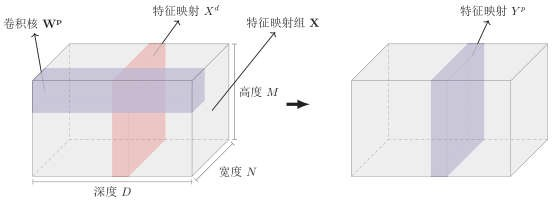 特征映射 X^d
卷积核 W^p
特征映射组 X
高度 M
宽度 N
深度 D
特征映射 Y^p